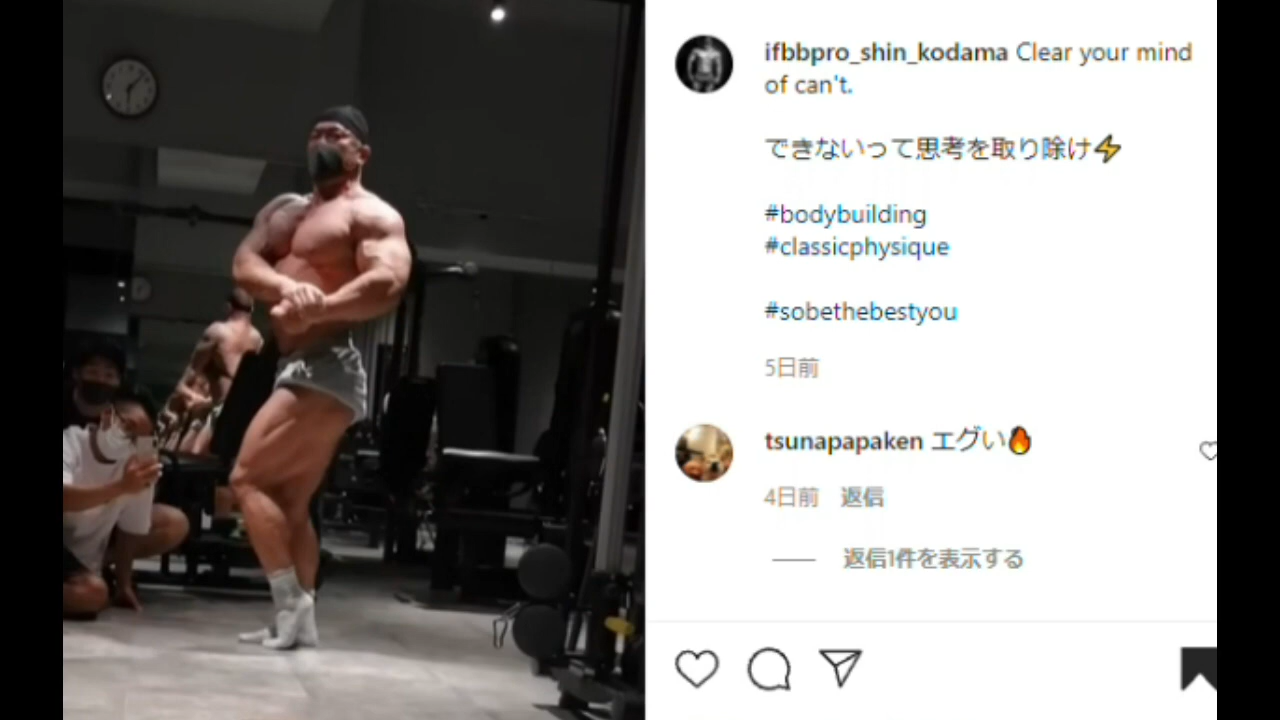 ifbbpro_shin_kodama Clear your mind
of can't.
できないって思考を取り除け⚡
#bodybuilding
#classicphysique
#sobethebestyou
5日前
tsunapapaken エグい🔥
4日前 返信
返信1件を表示する